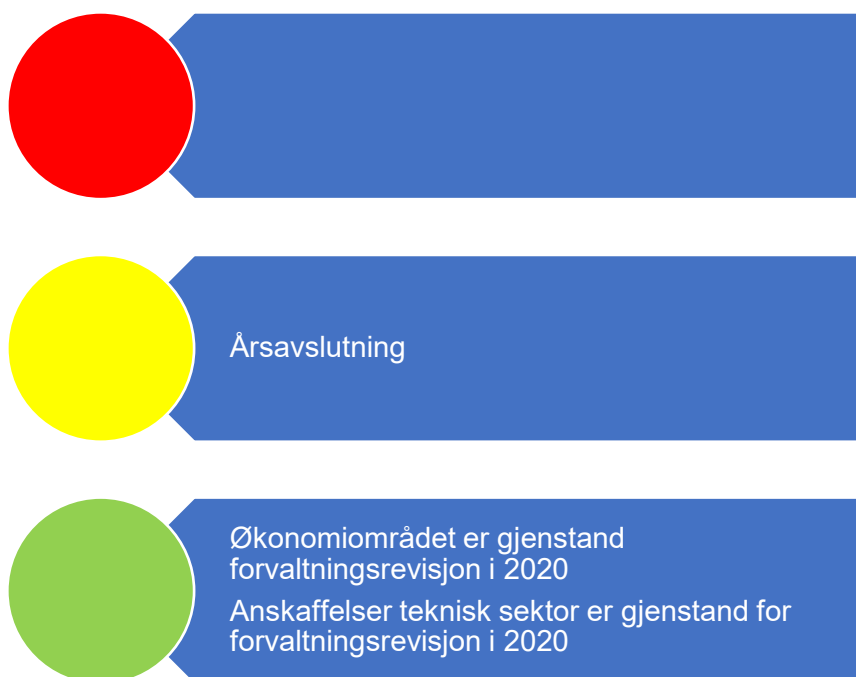 Årsavslutning
Økonomiområdet er gjenstand
forvaltningsrevisjon i 2020
Anskaffelser teknisk sektor er gjenstand for
forvaltningsrevisjon i 2020